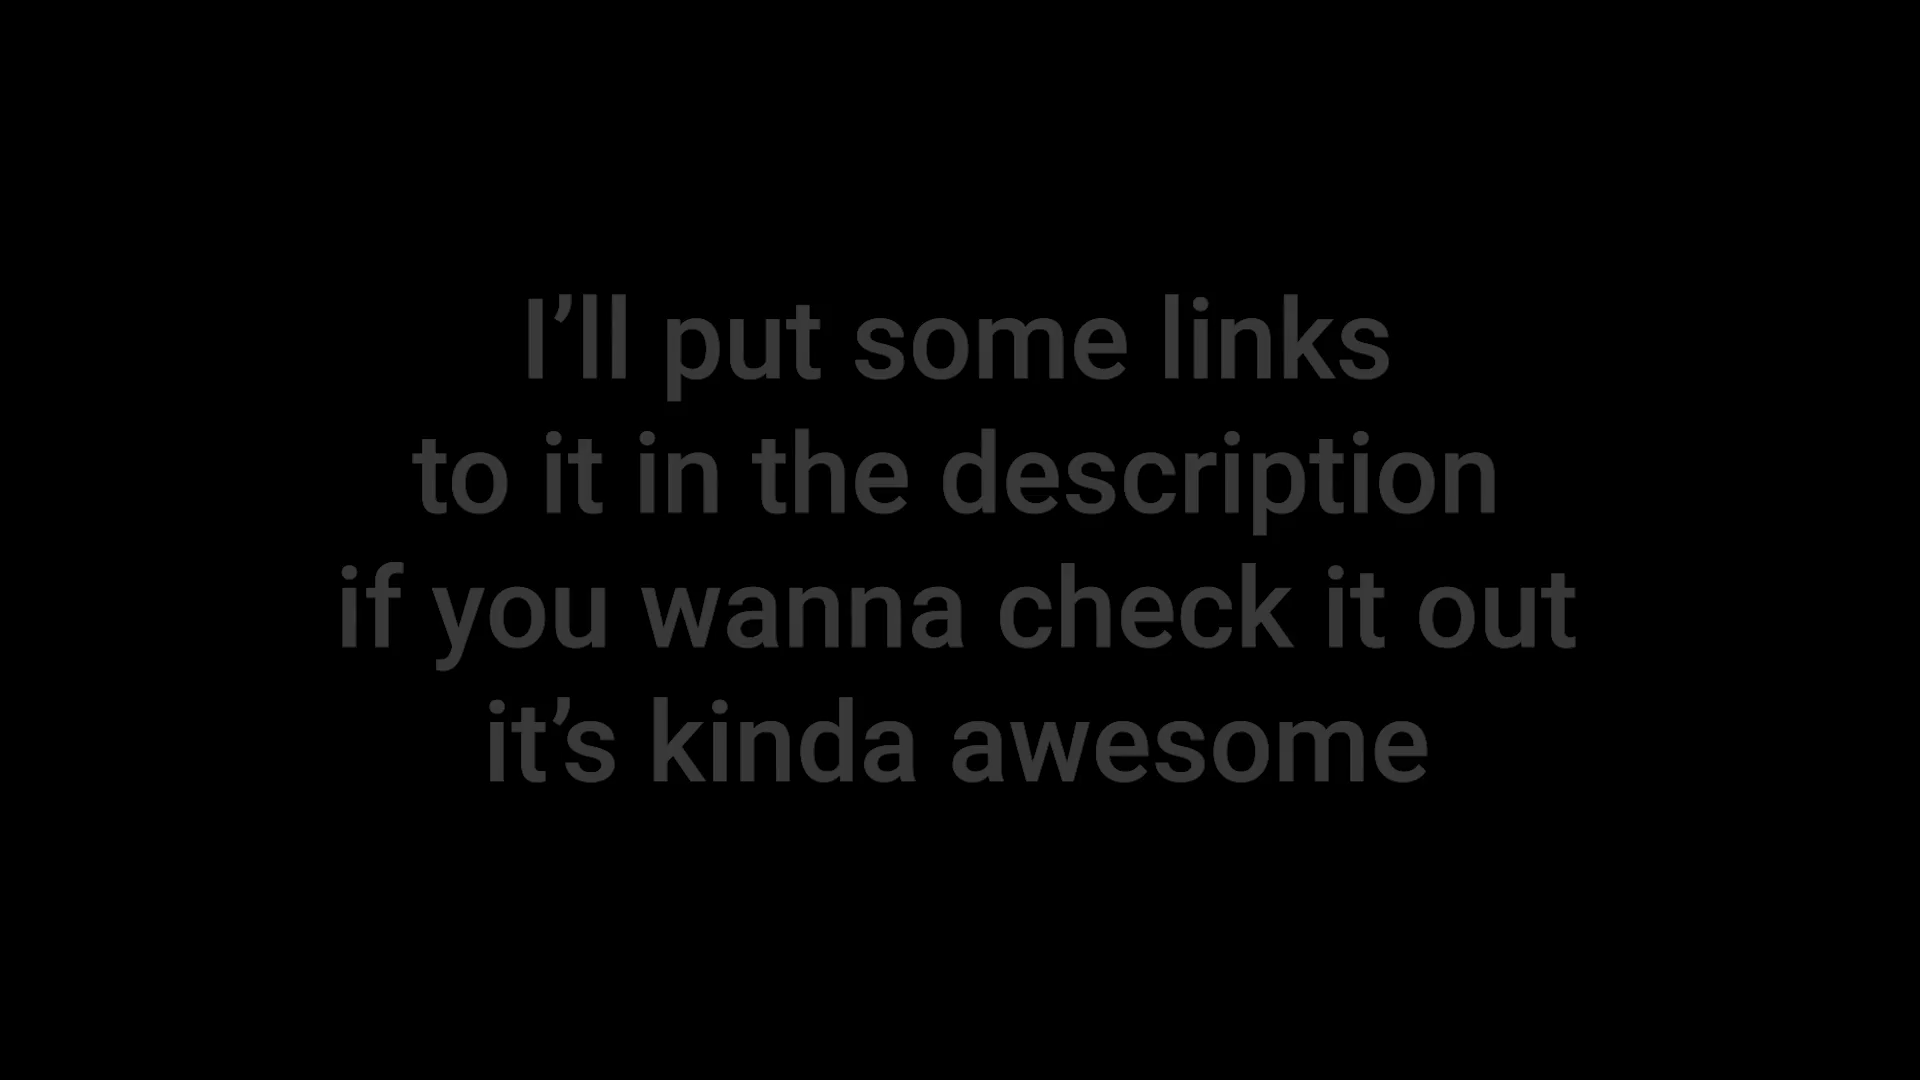 I’ll put some links
to it in the description
if you wanna check it out
it’s kinda awesome